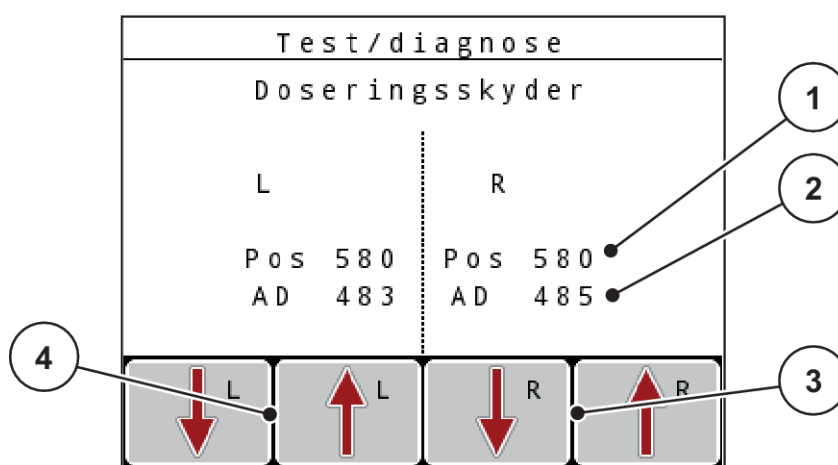 Test/diagnose
Doseringsskyder
1
L R
2
Pos 580 Pos 580
AD 483 AD 485
4
L L R R
3